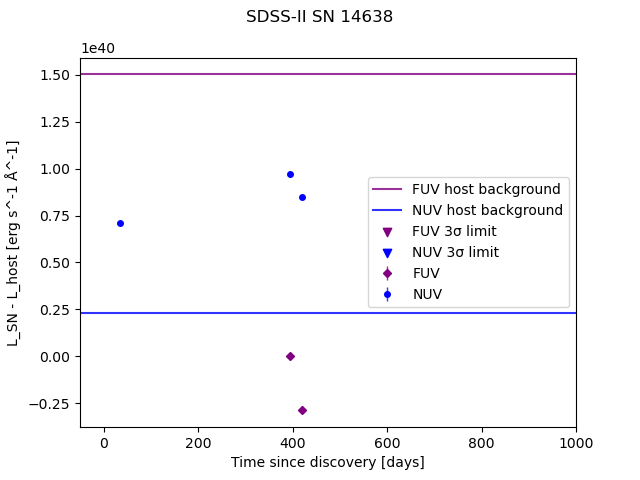 SDSS-II SN 14638
1e40
L_SN - L_host [erg s^-1 Å^-1]
1.50
1.25
1.00
0.75
0.50
0.25
0.00
−0.25
FUV host background
NUV host background
FUV 3σ limit
NUV 3σ limit
FUV
NUV
0 200 400 600 800 1000
Time since discovery [days]